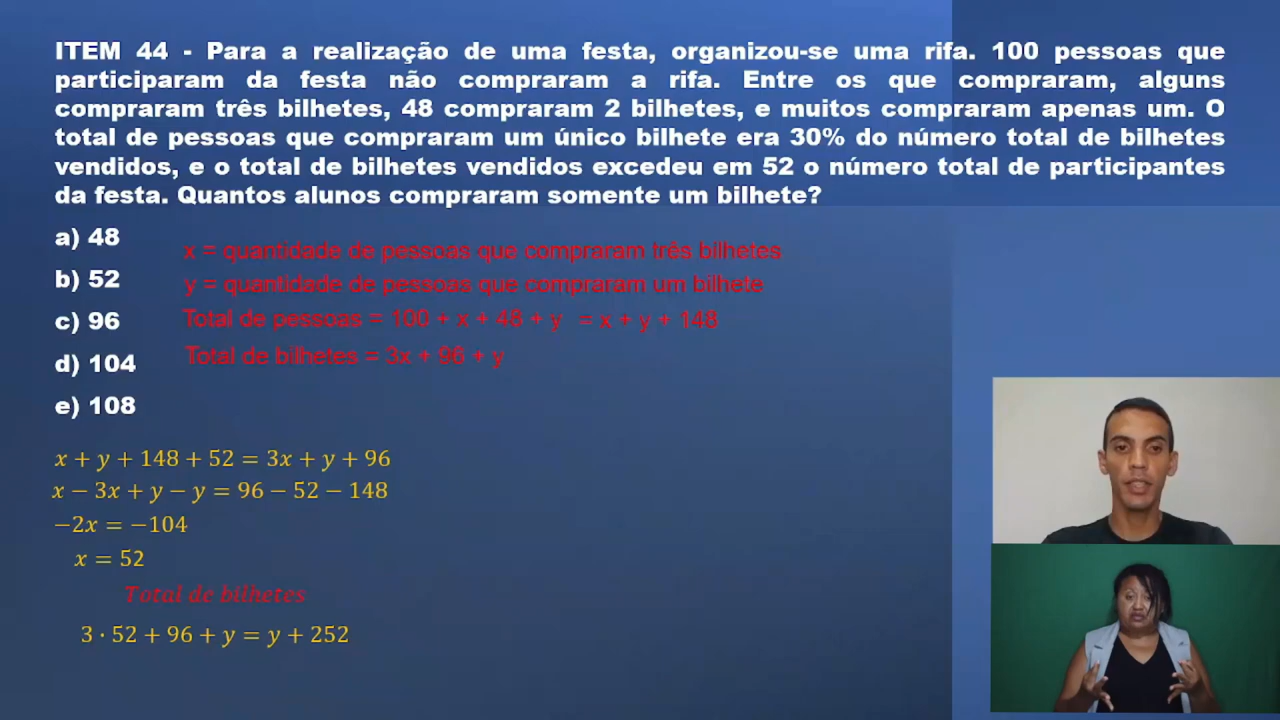 ITEM 44 - Para a realização de uma festa, organizou-se uma rifa. 100 pessoas que
participaram da festa não compraram a rifa. Entre os que compraram, alguns
compraram três bilhetes, 48 compraram 2 bilhetes, e muitos compraram apenas um. O
total de pessoas que compraram um único bilhete era 30% do número total de bilhetes
vendidos, e o total de bilhetes vendidos excedeu em 52 o número total de participantes
da festa. Quantos alunos compraram somente um bilhete?
a) 48
x = quantidade de pessoas que compraram três bilhetes
b) 52
y = quantidade de pessoas que compraram um bilhete
c) 96
Total de pessoas = 100 + x + 48 + y = x + y + 148
d) 104
Total de bilhetes = 3x + 96 + y
e) 108
x + y + 148 + 52 = 3x + y + 96
x − 3x + y − y = 96 − 52 − 148
−2x = −104
x = 52
Total de bilhetes
3 · 52 + 96 + y = y + 252